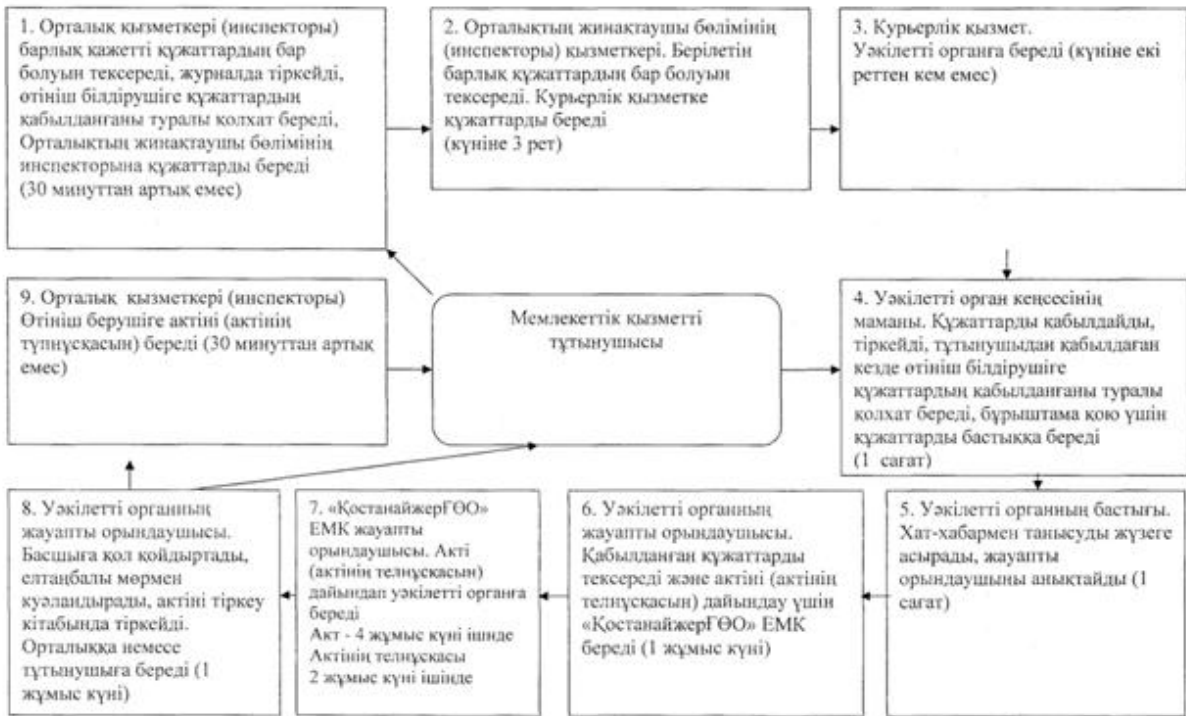 1. Орталық қызметкері (инспекторы)
барлық қажетті құжаттардың бар
болуын тексереді, журналда тіркейді,
өтініш білдірушіге құжаттардың
қабылданғаны туралы қолхат береді,
Орталықтың жинақтаушы бөлімінің
инспекторына құжаттарды береді
(30 минуттан артық емес)
2. Орталықтың жинақтаушы бөлімінің
(инспекторы) қызметкері. Берілетін
барлық құжаттардың бар болуын
тексереді. Курьерлік қызметке
құжаттарды береді
(күніне 3 рет)
3. Курьерлік қызмет.
Уәкілетті органға береді (күніне екі
реттен кем емес)
9. Орталық қызметкері (инспекторы)
Өтініш берушіге актіні (актінің
түпнұсқасын) береді (30 минуттан артық
емес)
Мемлекеттік қызметті
тұтынушысы
4. Уәкілетті орган кеңсесінің
маманы. Құжаттарды қабылдайды,
тіркейді, тұтынушыдан қабылдаған
кезде өтініш білдірушіге
құжаттардың қабылданғаны туралы
қолхат береді, бұрыштама қою үшін
құжаттарды бастыққа береді
(1 сағат)
8. Уәкілетті органның
жауапты орындаушысы.
Басшыға қол қойдыртады,
елтаңбалы мөрмен
куәландырады, актіні тіркеу
кітабында тіркейді.
Орталыққа немесе
тұтынушыға береді (1
жұмыс күні)
7. «ҚостанайжерҒӨО»
ЕМК жауапты
орындаушысы. Акті
(актінің телнұсқасын)
дайындап уәкілетті органға
береді
Акт - 4 жұмыс күні ішнде
Актінің телнұсқасы
2 жұмыс күні ішінде
6. Уәкілетті органның
жауапты орындаушысы.
Қабылданған құжаттарды
тексереді және актіні (актінің
телнұсқасын) дайындау үшін
«ҚостанайжерҒӨО» ЕМК
береді (1 жұмыс күні)
5. Уәкілетті органның бастығы.
Хат-хабармен танысуды жүзеге
асырады, жауапты
орындаушыны анықтайды (1
сағат)